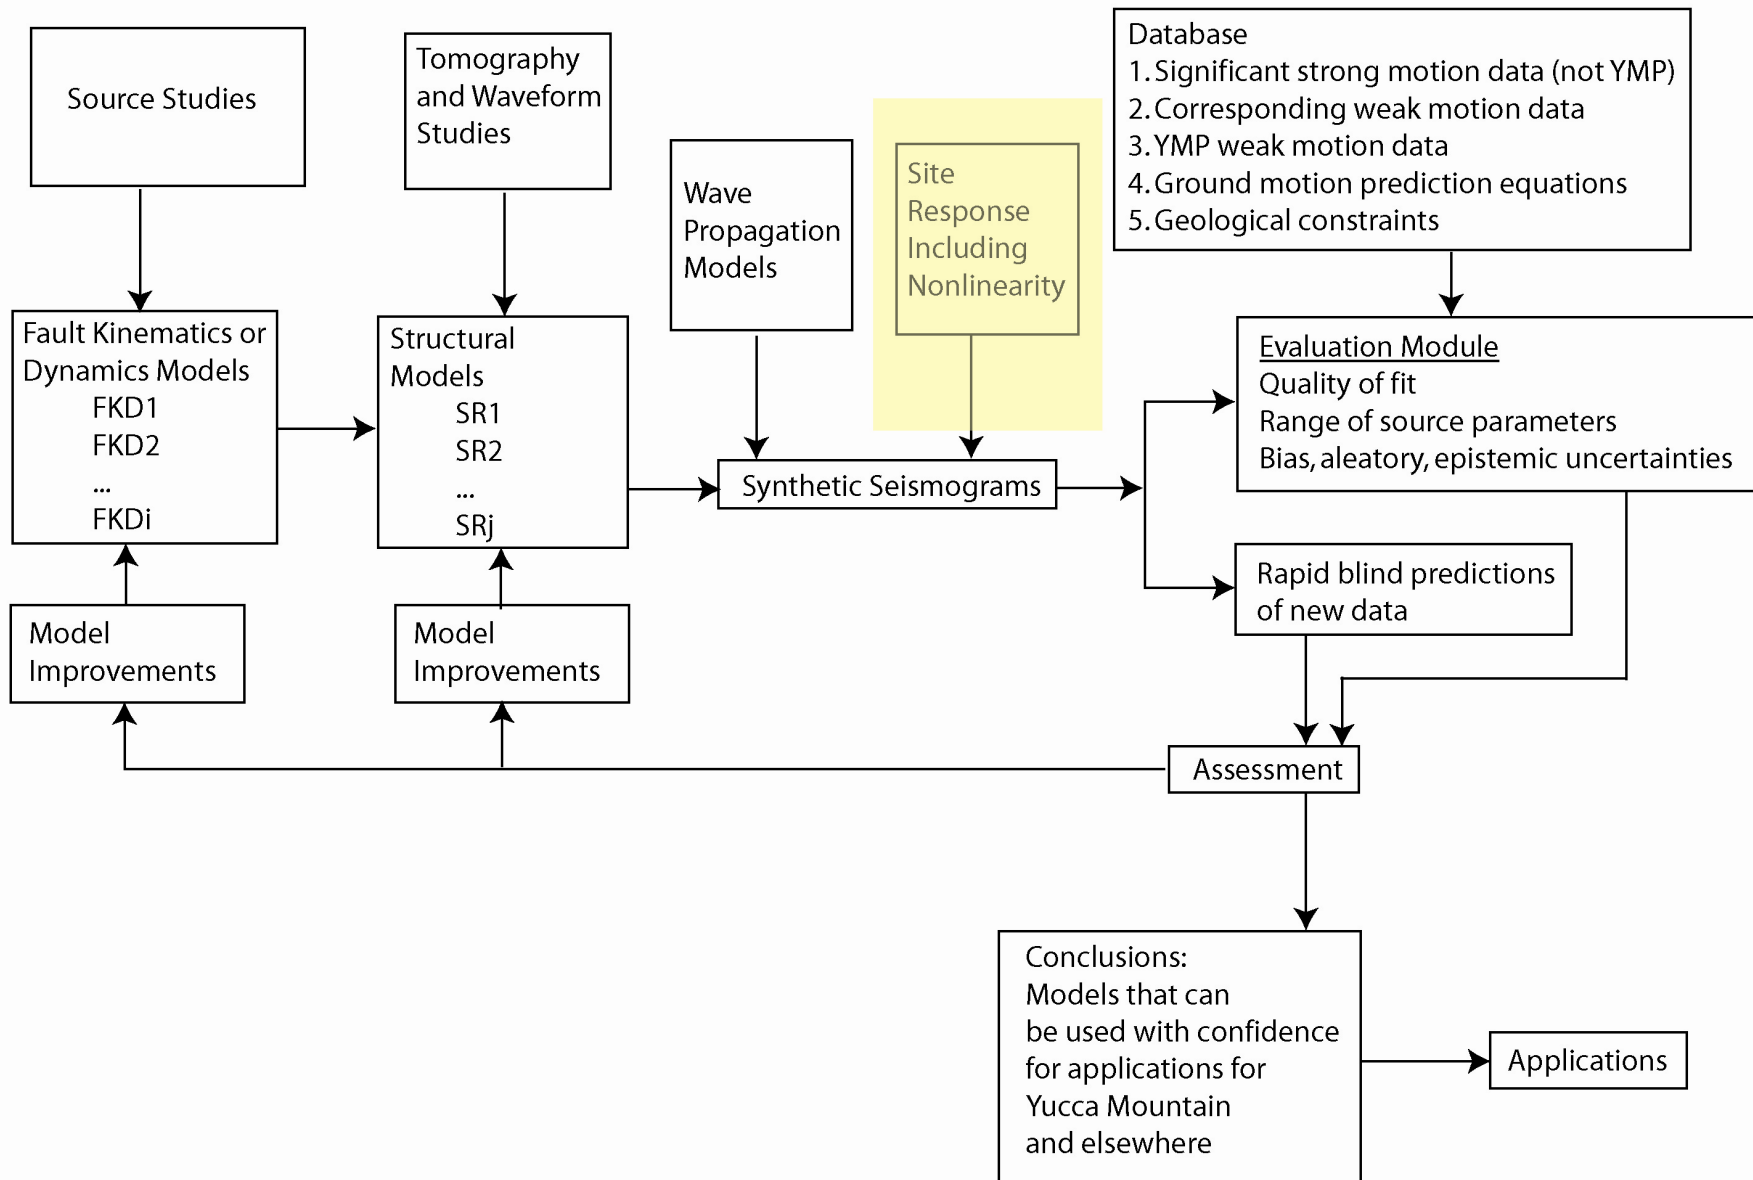 Source Studies
Tomography
and Waveform
Studies
Wave
Propagation
Models
Site
Response
Including
Nonlinearity
Database
1. Significant strong motion data (not YMP)
2. Corresponding weak motion data
3. YMP weak motion data
4. Ground motion prediction equations
5. Geological constraints
Fault Kinematics or
Dynamics Models
FKD1
FKD2
...
FKDi
Structural
Models
SR1
SR2
...
SRj
Synthetic Seismograms
Evaluation Module
Quality of fit
Range of source parameters
Bias, aleatory, epistemic uncertainties
Rapid blind predictions
of new data
Model
Improvements
Model
Improvements
Assessment
Conclusions:
Models that can
be used with confidence
for applications for
Yucca Mountain
and elsewhere
Applications